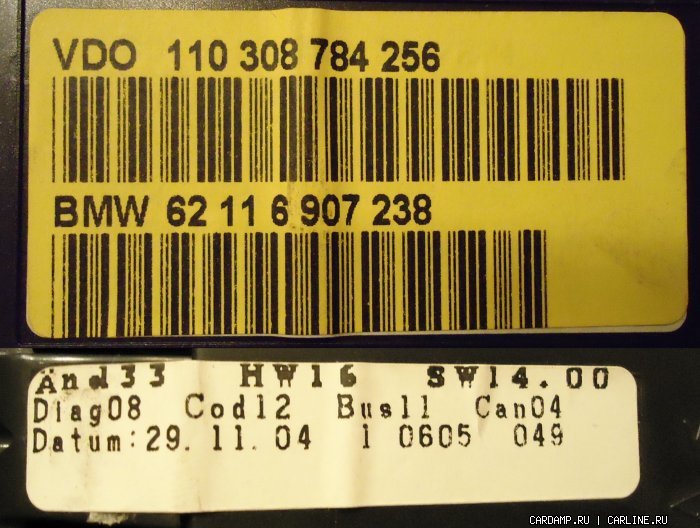 VDO 110 308 784 256
BMW 62 11 6 907 238
Änd33 HW16 SW14.00
Diag08 Cod12 Bus11 Can04
Datum:29.11.04 1 0605 049
CARDAMP.RU | CARLINE.RU